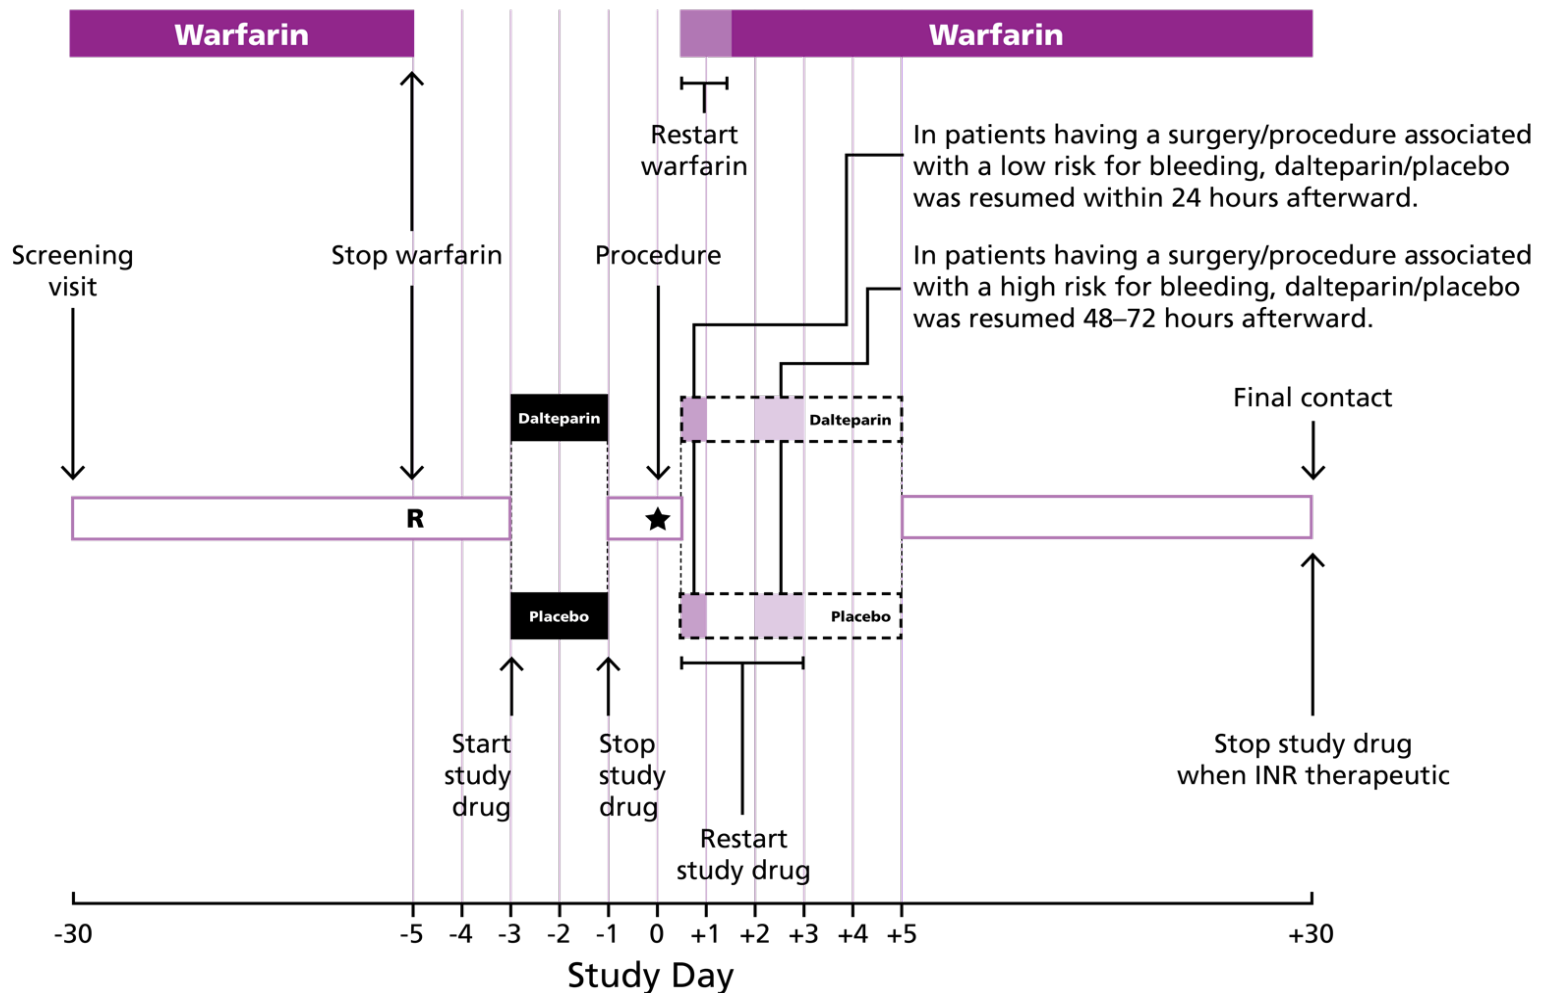 Warfarin
Warfarin
Restart
warfarin
In patients having a surgery/procedure associated
with a low risk for bleeding, dalteparin/placebo
was resumed within 24 hours afterward.
Screening
visit
Stop warfarin
Procedure
In patients having a surgery/procedure associated
with a high risk for bleeding, dalteparin/placebo
was resumed 48–72 hours afterward.
Final contact
Dalteparin
Dalteparin
R
Placebo
Placebo
Start
study
drug
Stop
study
drug
Restart
study drug
Stop study drug
when INR therapeutic
-30 -5 -4 -3 -2 -1 0 +1 +2 +3 +4 +5 +30
Study Day